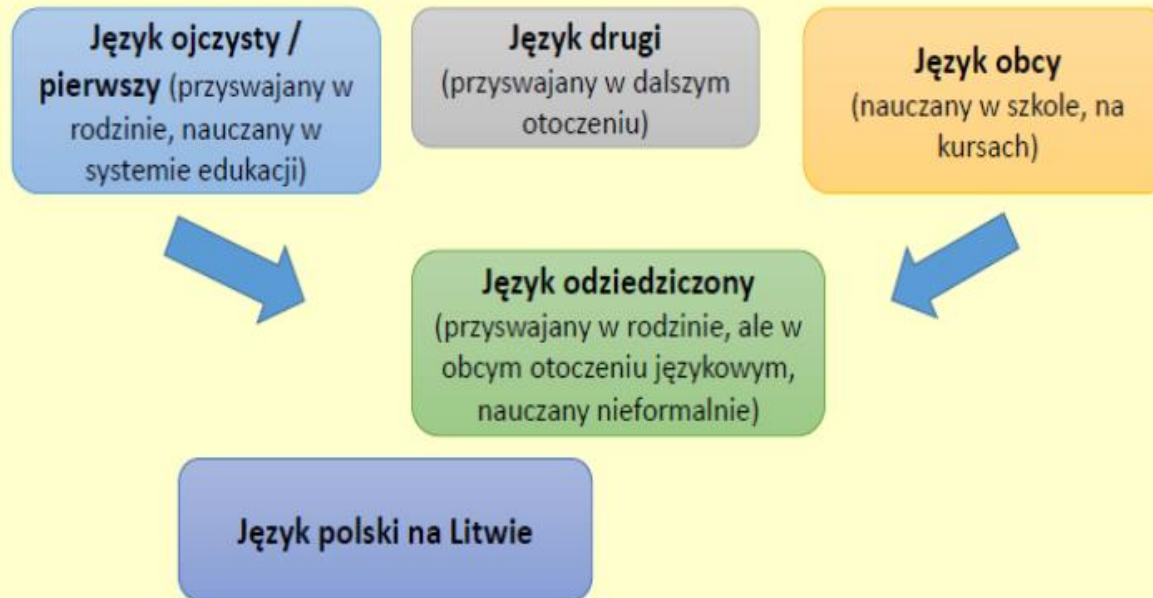 Język ojczysty /
pierwszy (przyswajany w
rodzinie, nauczany w
systemie edukacji)
Język drugi
(przyswajany w dalszym
otoczeniu)
Język obcy
(nauczany w szkole, na
kursach)
Język odziedziczony
(przyswajany w rodzinie, ale w
obcym otoczeniu językowym,
nauczany nieformalnie)
Język polski na Litwie